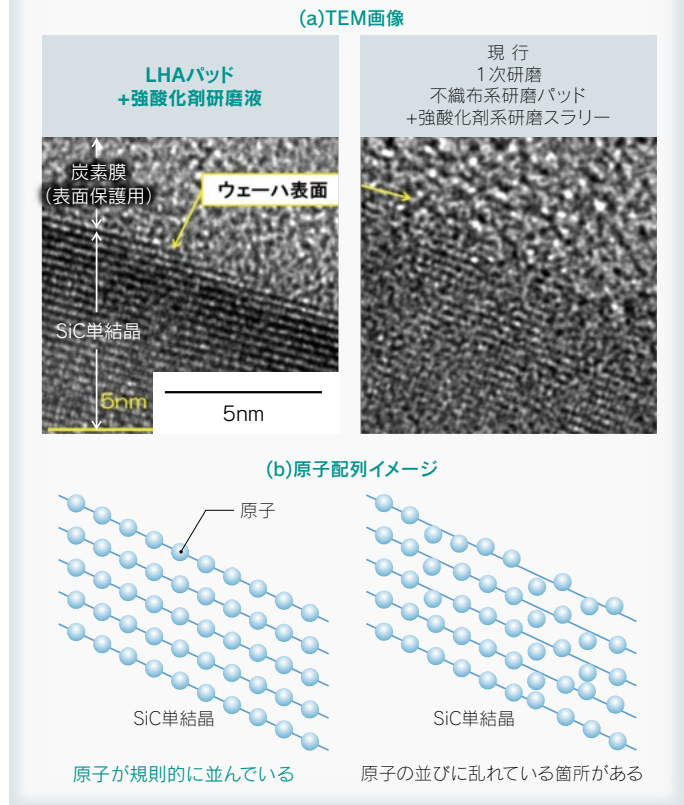 (a)TEM画像
LHAパッド
+強酸化剤研磨液
現 行
1次研磨
不織布系研磨パッド
+強酸化剤系研磨スラリー
炭素膜
(表面保護用)
ウェーハ表面
SiC単結晶
5nm
5nm
(b)原子配列イメージ
原子
SiC単結晶
SiC単結晶
原子が規則的に並んでいる
原子の並びに乱れている箇所がある